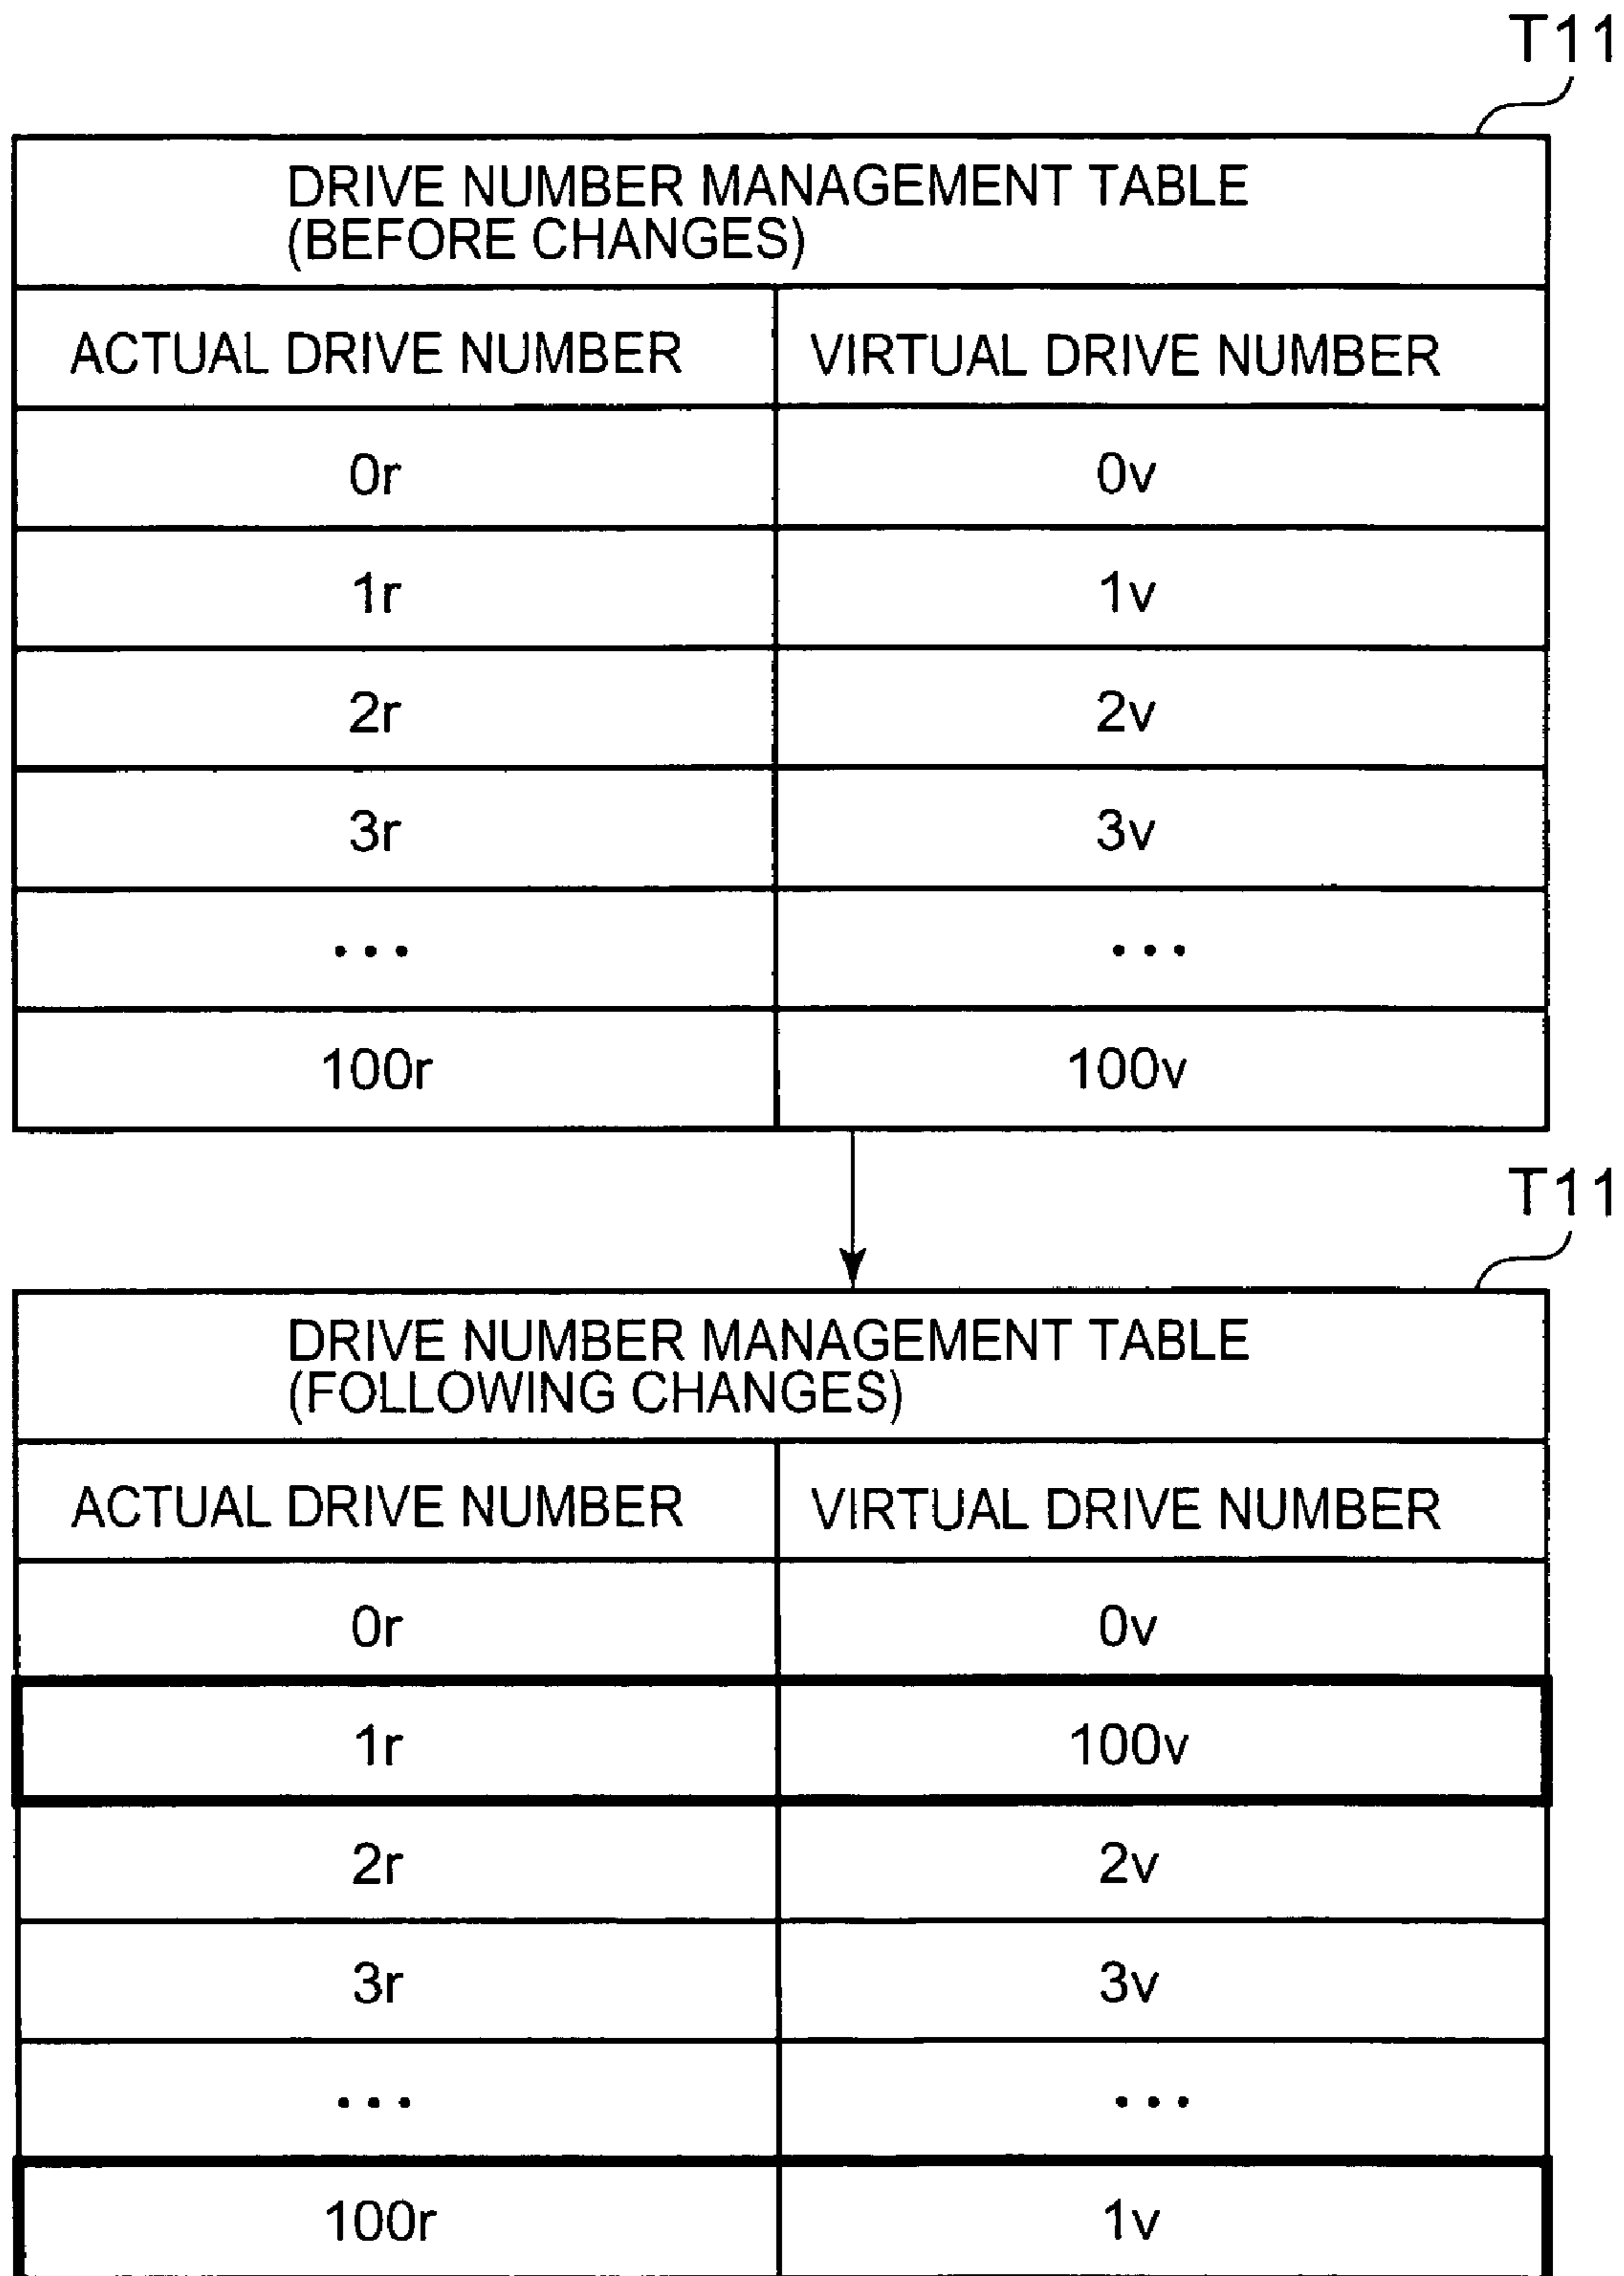 T11
DRIVE NUMBER MANAGEMENT TABLE
(BEFORE CHANGES)
ACTUAL DRIVE NUMBER VIRTUAL DRIVE NUMBER
0r 0v
1r 1v
2r 2v
3r 3v
... ...
100r 100v
T11
DRIVE NUMBER MANAGEMENT TABLE
(FOLLOWING CHANGES)
ACTUAL DRIVE NUMBER VIRTUAL DRIVE NUMBER
0r 0v
1r 100v
2r 2v
3r 3v
... ...
100r 1v